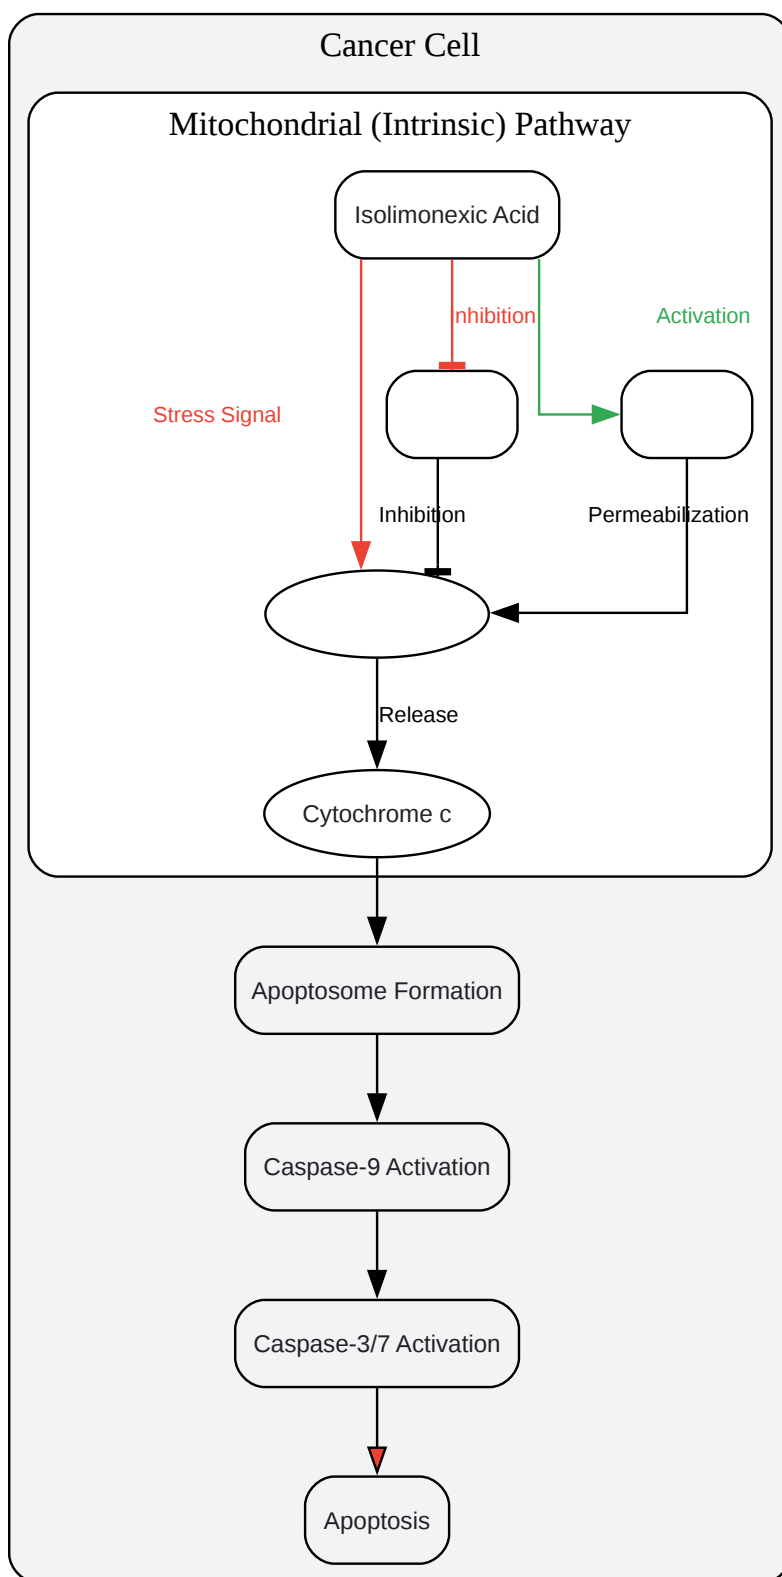 Cancer Cell
Mitochondrial (Intrinsic) Pathway
Isolimonexic Acid
Inhibition
Activation
Stress Signal
Inhibition
Permeabilization
Release
Cytochrome c
Apoptosome Formation
Caspase-9 Activation
Caspase-3/7 Activation
Apoptosis